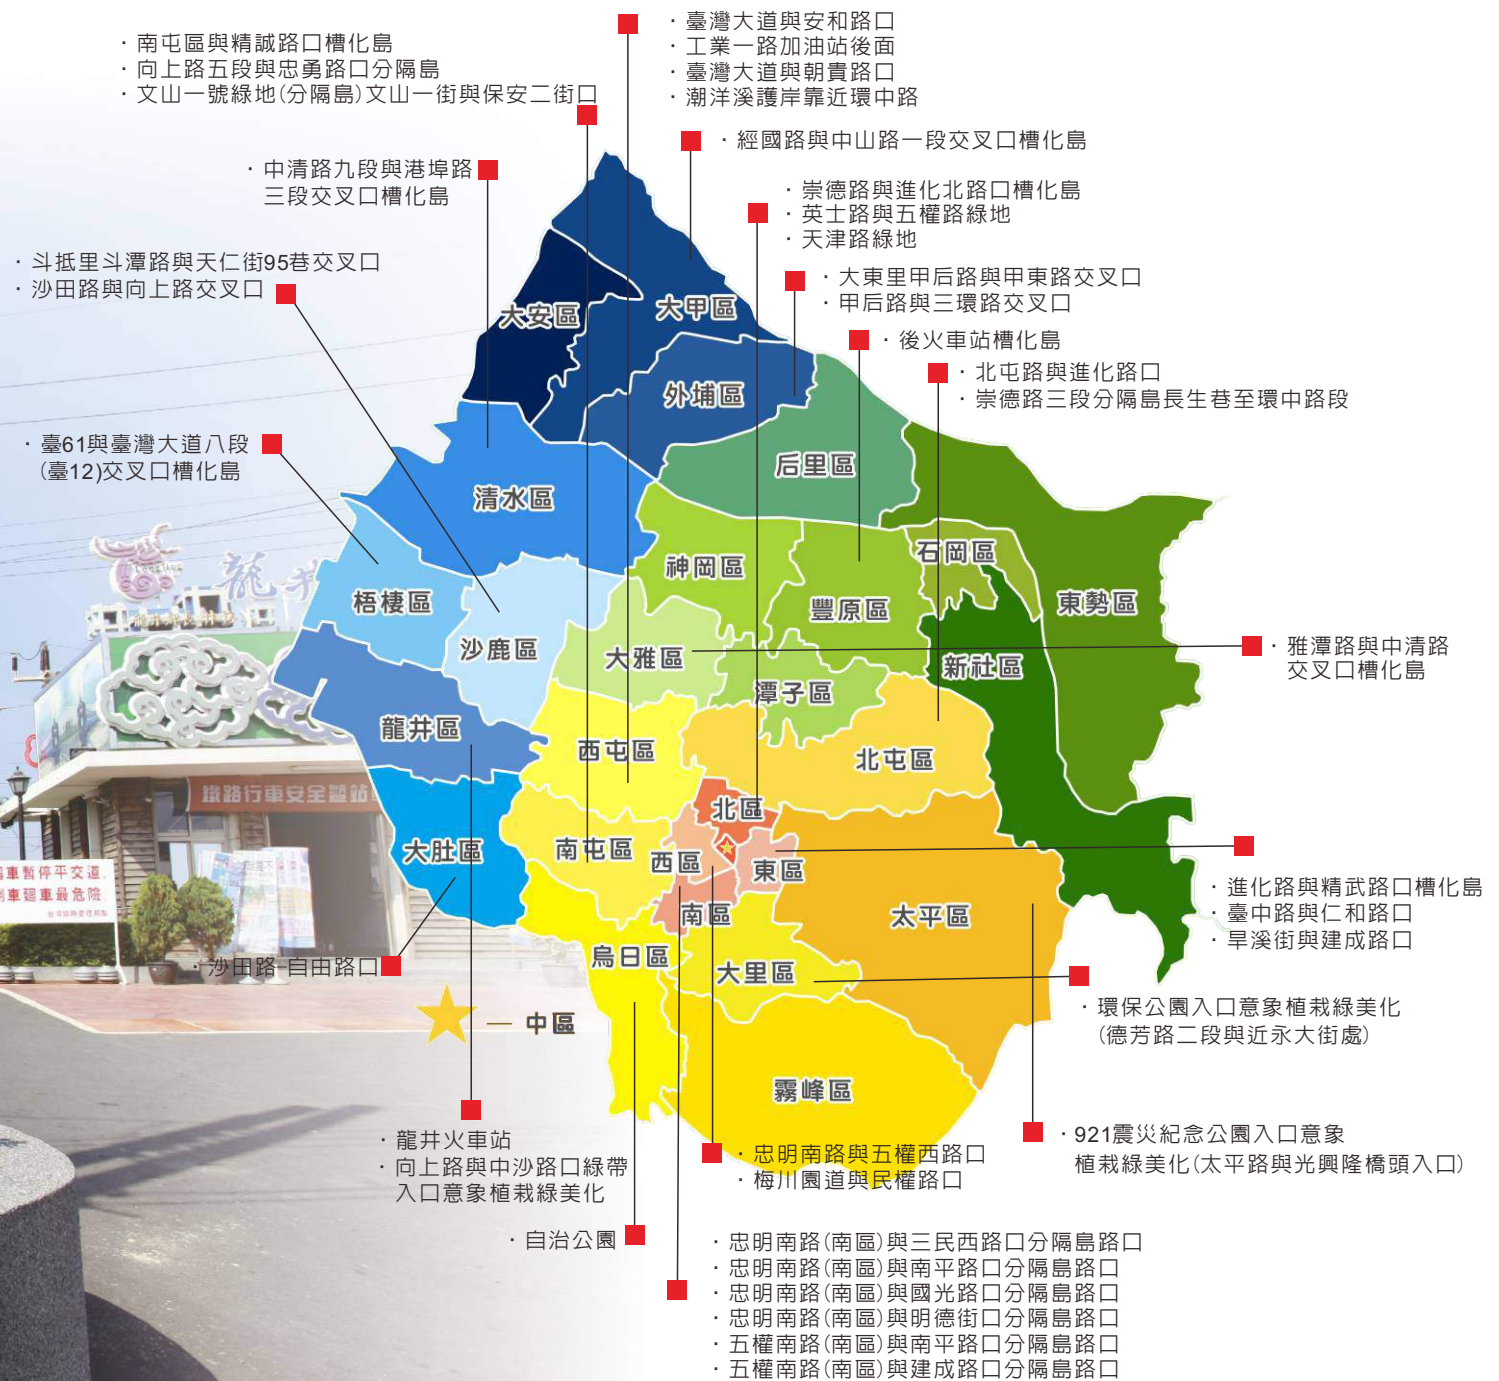 · 臺灣大道與安和路口
· 工業一路加油站後面
· 臺灣大道與朝貴路口
· 潮洋溪護岸靠近環中路
· 南屯區與精誠路口槽化島
· 向上路五段與忠勇路口分隔島
· 文山一號綠地(分隔島)文山一街與保安二街口
· 經國路與中山路一段交叉口槽化島
· 中清路九段與港埠路
三段交叉口槽化島
· 崇德路與進化北路口槽化島
· 英士路與五權路綠地
· 天津路綠地
· 斗抵里斗潭路與天仁街95巷交叉口
· 沙田路與向上路交叉口
· 大東里甲后路與甲東路交叉口
· 甲后路與三環路交叉口
· 後火車站槽化島
· 北屯路與進化路口
· 崇德路三段分隔島長生巷至環中路段
· 臺61與臺灣大道八段
(臺12)交叉口槽化島
大安區
大甲區
外埔區
后里區
清水區
神岡區
石岡區
豐原區
東勢區
梧棲區
沙鹿區
大雅區
潭子區
新社區
· 雅潭路與中清路
交叉口槽化島
龍井區
西屯區
北屯區
北區
大肚區
南屯區
西區
東區
南區
太平區
烏日區
大里區
霧峰區
龍
鐵路行車安全警站
車暫停平交道
車迴車最危險
· 進化路與精武路口槽化島
· 臺中路與仁和路口
· 旱溪街與建成路口
· 沙田路-自由路口
— 中區
· 環保公園入口意象植栽綠美化
(德芳路二段與近永大街處)
· 龍井火車站
· 向上路與中沙路口綠帶
入口意象植栽綠美化
· 921震災紀念公園入口意象
植栽綠美化(太平路與光興隆橋頭入口)
· 忠明南路與五權西路口
· 梅川園道與民權路口
· 自治公園
· 忠明南路(南區)與三民西路口分隔島路口
· 忠明南路(南區)與南平路口分隔島路口
· 忠明南路(南區)與國光路口分隔島路口
· 忠明南路(南區)與明德街口分隔島路口
· 五權南路(南區)與南平路口分隔島路口
· 五權南路(南區)與建成路口分隔島路口